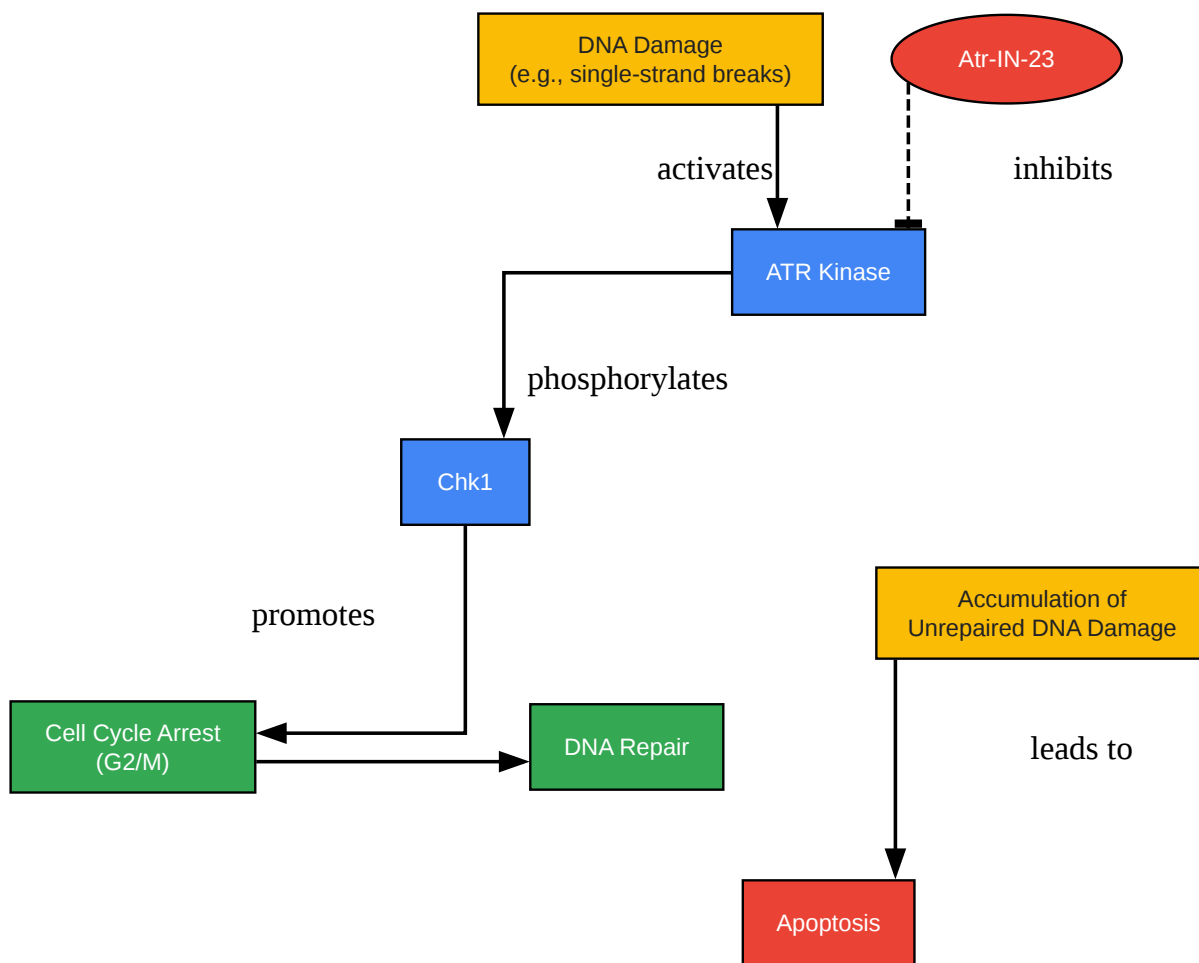 DNA Damage
(e.g., single-strand breaks)
Atr-IN-23
activates
inhibits
ATR Kinase
phosphorylates
Chk1
Accumulation of
Unrepaired DNA Damage
promotes
Cell Cycle Arrest
(G2/M)
DNA Repair
leads to
Apoptosis